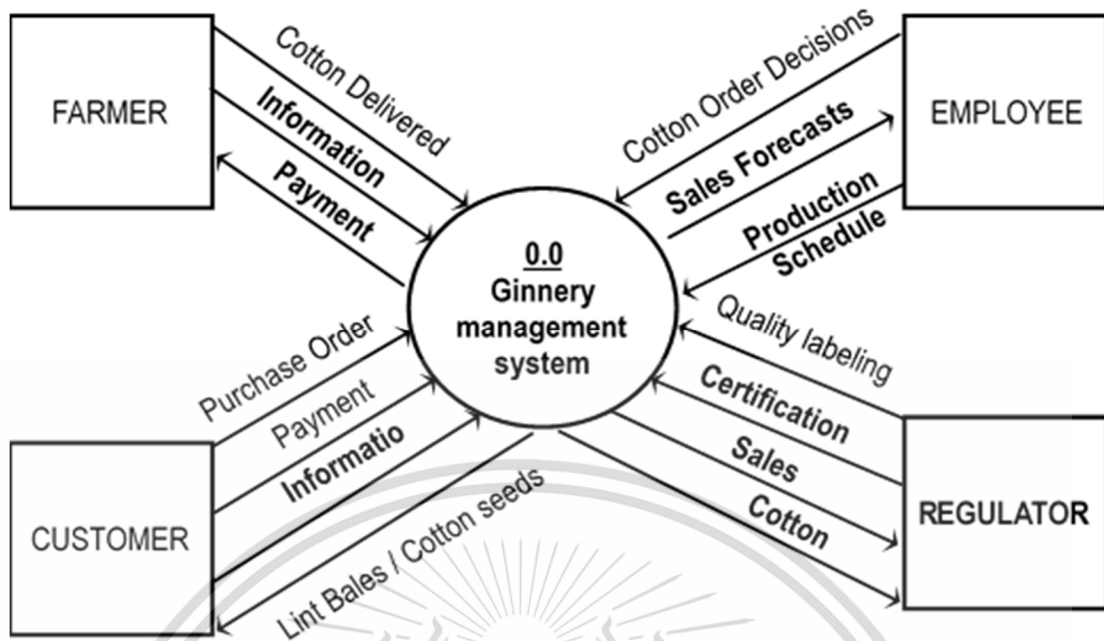 FARMER
Cotton Delivered
Information
Payment
Cotton Order Decisions
Sales Forecasts
Production
Schedule
EMPLOYEE
0.0
Ginnery
management
system
CUSTOMER
Purchase Order
Payment
Informatio
Lint Bales / Cotton seeds
Quality labeling
Certification
Sales
Cotton
REGULATOR